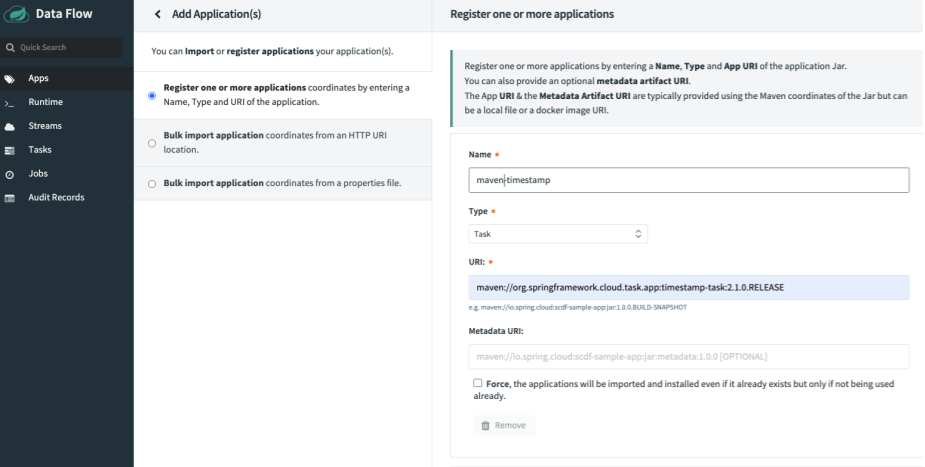 Data Flow
Quick Search
Apps
Runtime
Streams
Tasks
Jobs
Audit Records
Add Application(s)
You can Import or register applications your application(s).
Register one or more applications coordinates by entering a
Name, Type and URI of the application.
Bulk import application coordinates from an HTTP URI
location.
Bulk import application coordinates from a properties file.
Register one or more applications
Register one or more applications by entering a Name, Type and App URI of the application Jar.
You can also provide an optional metadata artifact URI.
The App URI & the Metadata Artifact URI are typically provided using the Maven coordinates of the Jar but can
be a local file or a docker image URI.
Name *
maven-timestamp
Type *
Task
URI: *
maven://org.springframework.cloud.task.app:timestamp-task:2.1.0.RELEASE
e.g. maven://io.spring.cloud:scdf-sample-app:jar:1.0.0.BUILD-SNAPSHOT
Metadata URI:
maven://io.spring.cloud:scdf-sample-app:jar:metadata:1.0.0 [OPTIONAL]
Force, the applications will be imported and installed even if it already exists but only if not being used
already.
Remove